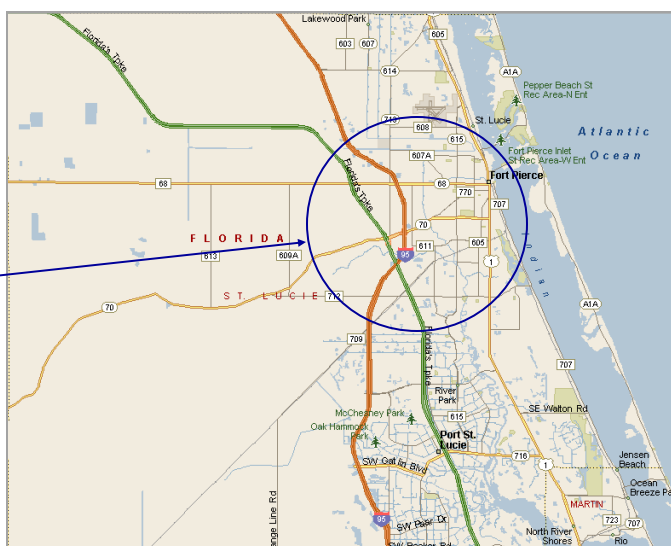 Lakewood Park
603
607
605
Florida's
Tpke
614
A1A
Pepper Beach St
Rec Area-N Ent
713
608
St. Lucie
615
Atlantic
Ocean
Fort Pierce Inlet
St Rec Area-W Ent
607A
Florida's
Tpke
68
68
Fort Pierce
770
707
70
FLORIDA
613
609A
611
605
95
1
Indian
ST. LUCIE
712
A1A
70
709
Florida's Tpke
707
River
Park
McChesney Park
Oak Hammock
Park
615
SE Walton Rd
Port St.
Lucie
SW Gatlin Blvd
716
1
Jensen
Beach
Ocean
Breeze Pa
MARTIN
ange Line Rd
95
SW Paar Dr
723
707
North River
Shores
Rio